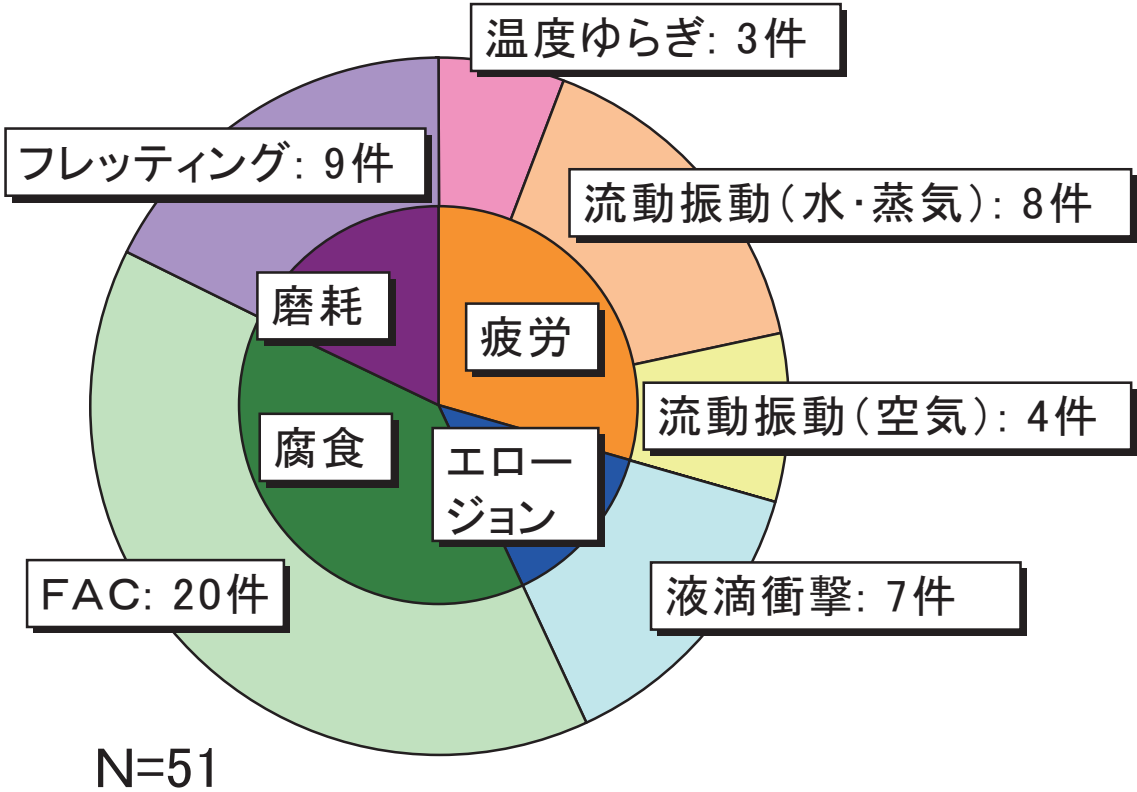 温度ゆらぎ: 3件
フレッティング: 9件
流動振動(水・蒸気): 8件
磨耗
疲労
流動振動(空気): 4件
腐食
エロー
ジョン
FAC: 20件
液滴衝撃: 7件
N=51